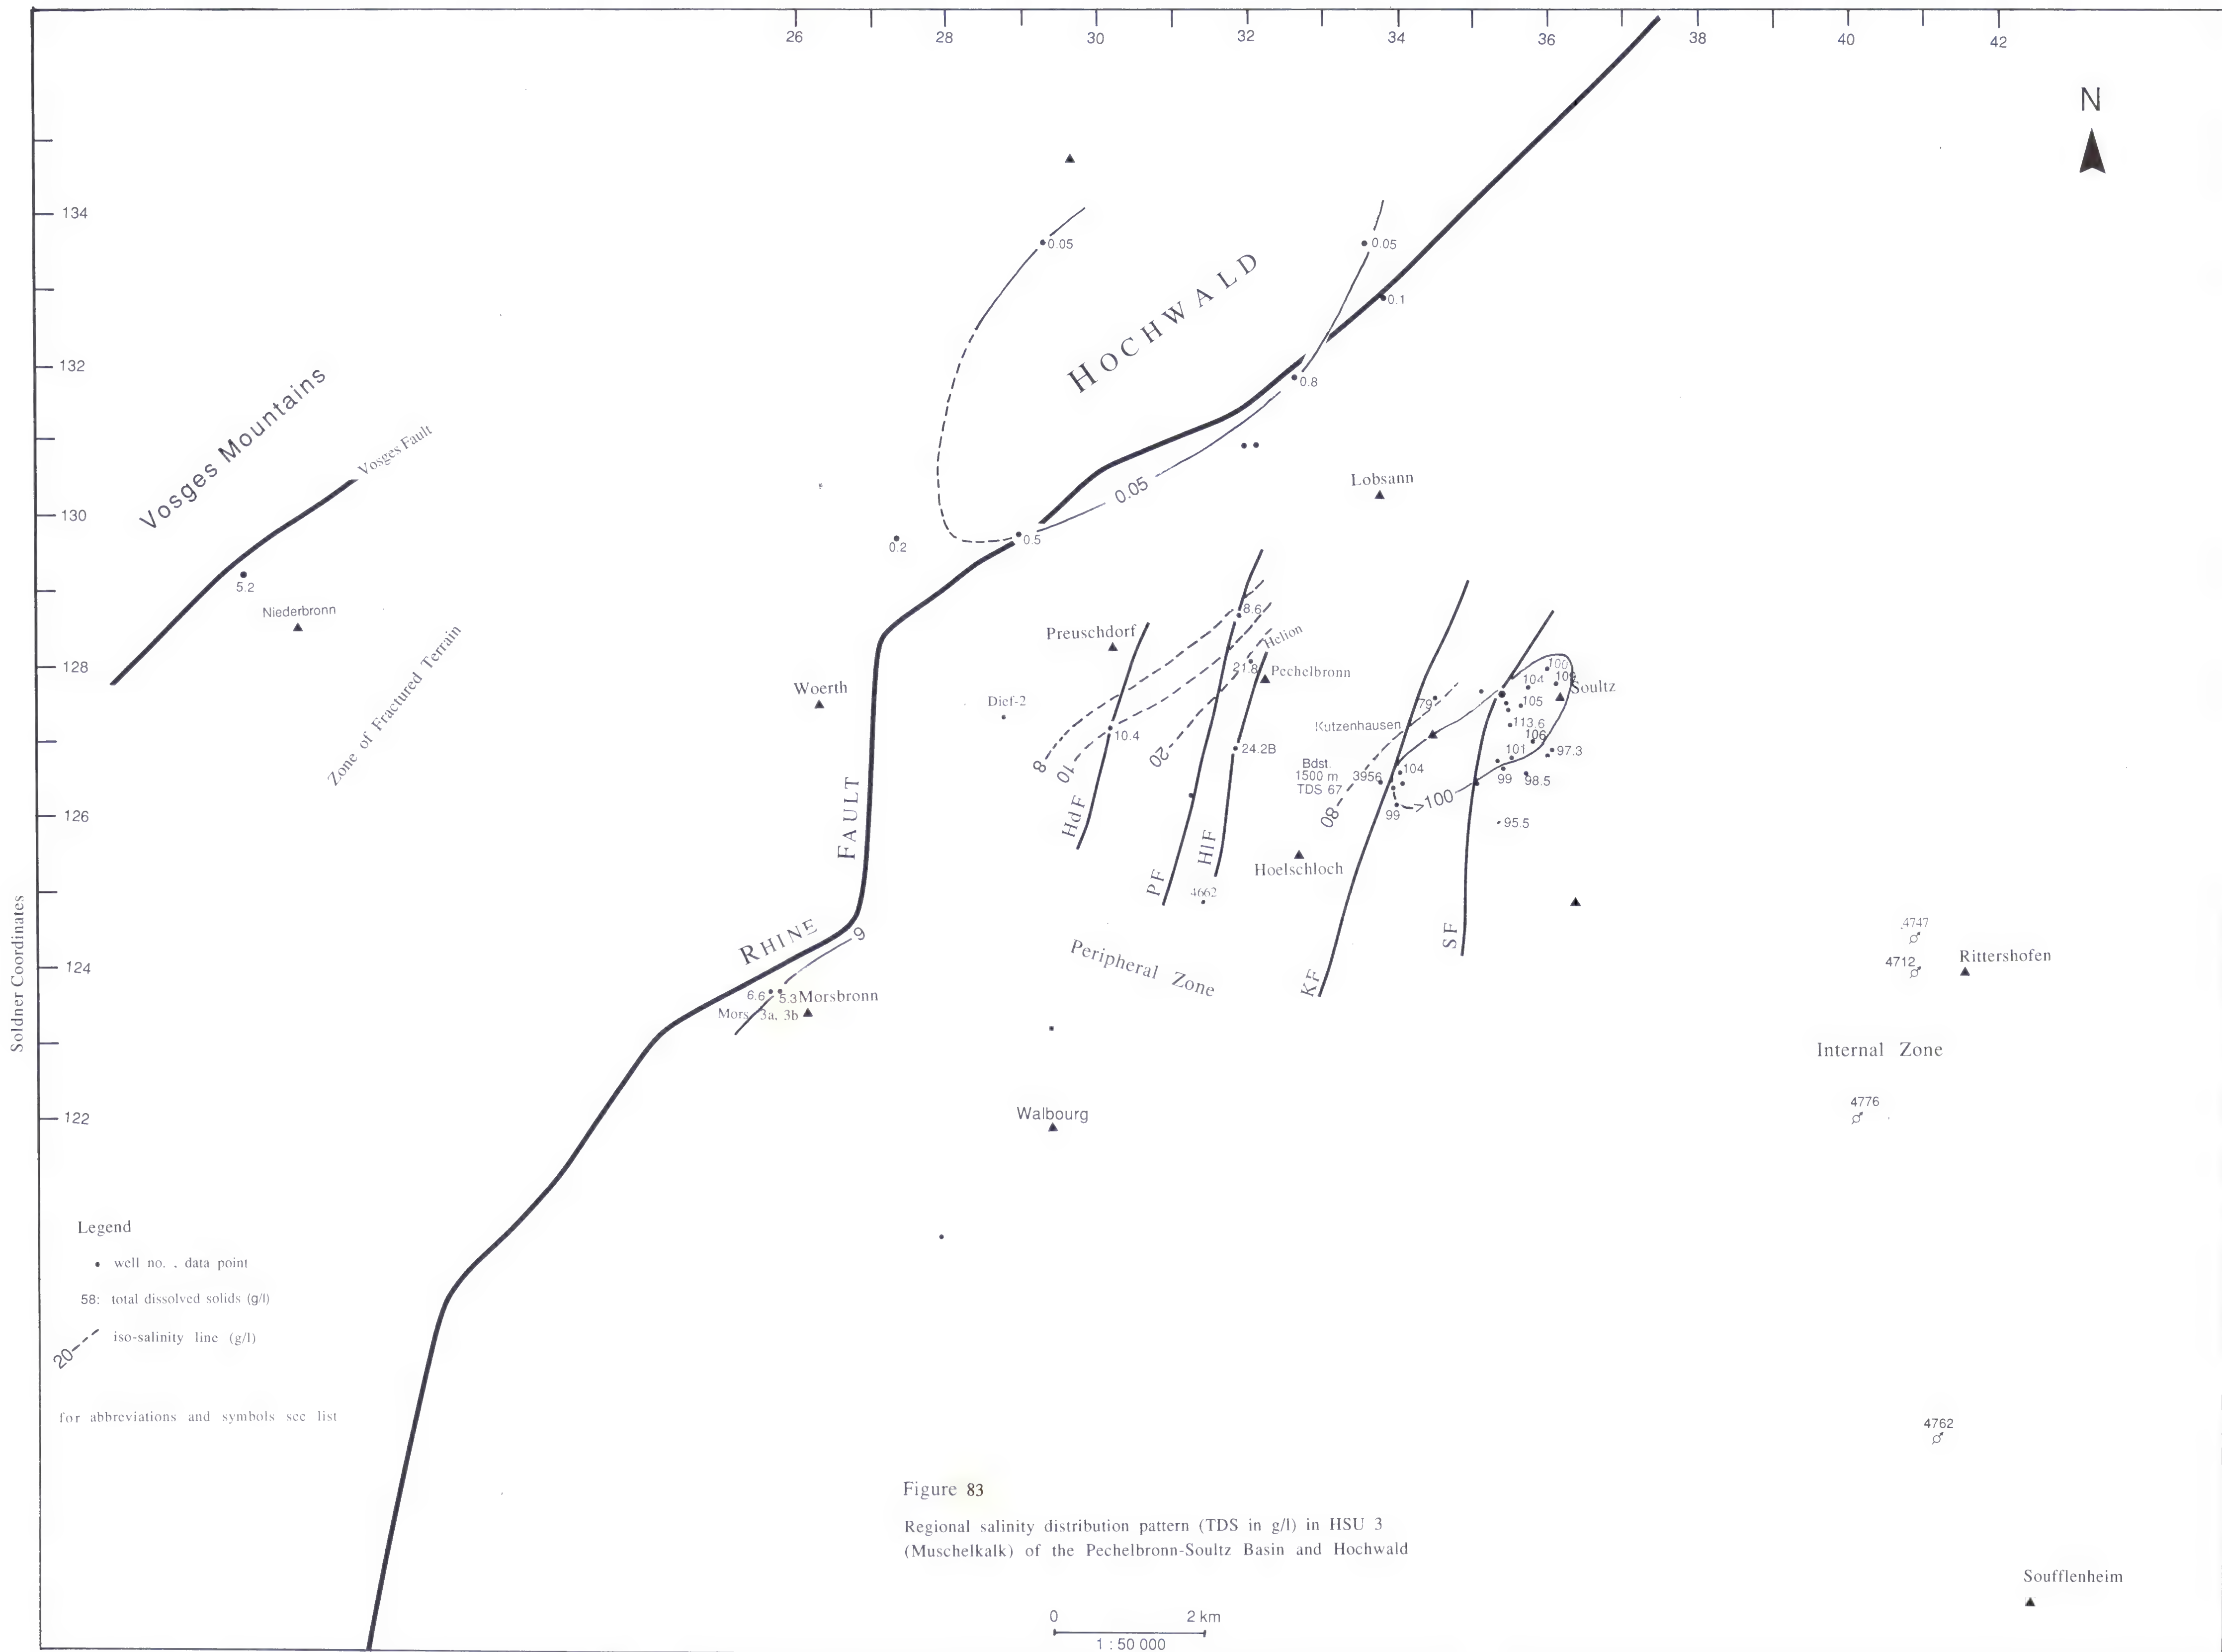 26 28 30 32 34 36 38 40 42
N
134
132
130
128
126
124
122
Soldner Coordinates
0.05
0.05
HOCHWALD
0.1
0.8
Vosges Mountains
Vosges Fault
Lobsann
0.05
0.5
0.2
5.2
Niederbronn
Zone of Fractured Terrain
Preuschdorf
8.6
Helion
21.8
Pechelbronn
Woerth
Dief-2
10.4
8
10
20
24.2B
79
Kutzenhausen
Bdst.
1500 m
TDS 67
3956
104
80
99
>100
100
104
109
Soultz
105
113.6
106
101
97.3
99
98.5
95.5
HdF
PF
HlF
KF
SF
Hoelschloch
4662
RHINE FAULT
9
6.6
5.3
Morsbronn
Mors. 3a, 3b
Peripheral Zone
4747
4712
Rittershofen
Internal Zone
4776
Walbourg
4762
Legend
well no. , data point
58: total dissolved solids (g/l)
20 iso-salinity line (g/l)
for abbreviations and symbols see list
Figure 83
Regional salinity distribution pattern (TDS in g/l) in HSU 3
(Muschelkalk) of the Pechelbronn-Soultz Basin and Hochwald
Soufflenheim
0 2 km
1 : 50 000